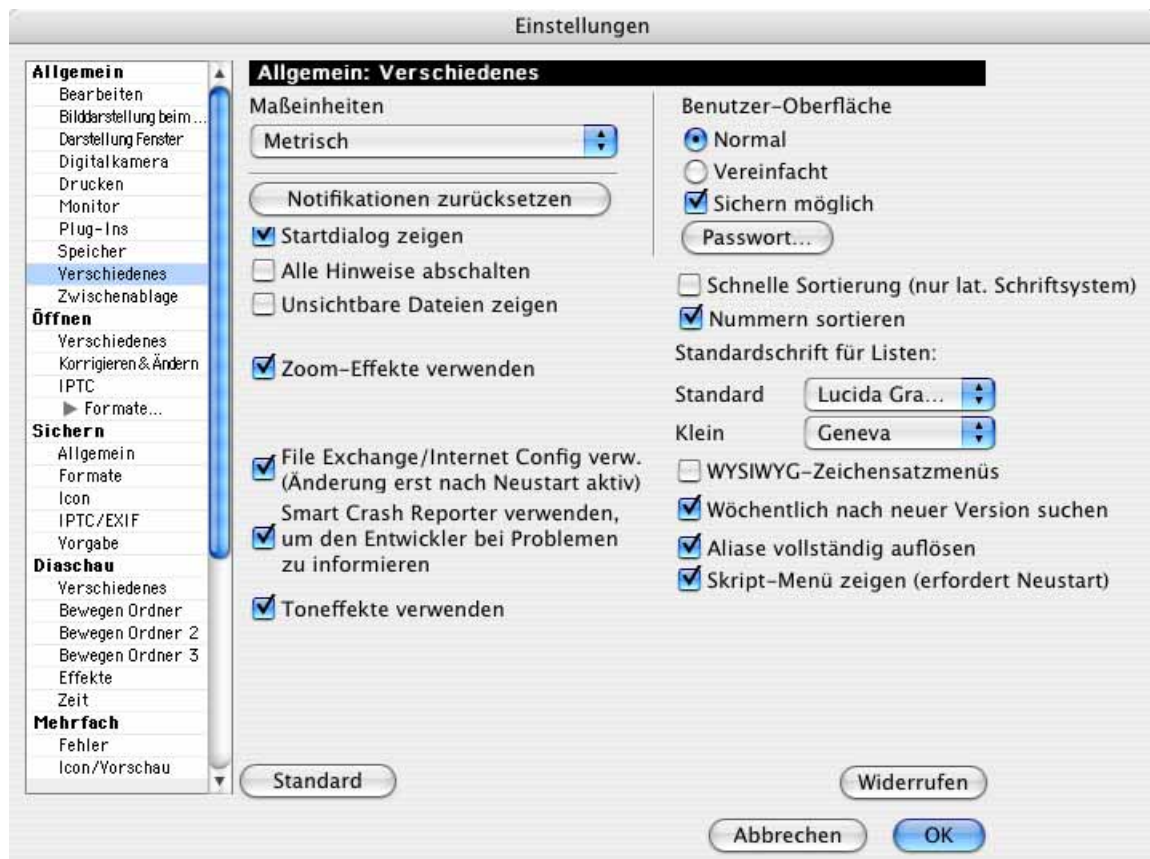 Einstellungen
Allgemein
Bearbeiten
Bilddarstellung beim ...
Darstellung Fenster
Digitalkamera
Drucken
Monitor
Plug-Ins
Speicher
Verschiedenes
Zwischenablage
Öffnen
Verschiedenes
Korrigieren & Ändern
IPTC
Formate...
Sichern
Allgemein
Formate
Icon
IPTC/EXIF
Vorgabe
Diaschau
Verschiedenes
Bewegen Ordner
Bewegen Ordner 2
Bewegen Ordner 3
Effekte
Zeit
Mehrfach
Fehler
Icon/Vorschau
Allgemein: Verschiedenes
Maßeinheiten
Metrisch
Notifikationen zurücksetzen
Startdialog zeigen
Alle Hinweise abschalten
Unsichtbare Dateien zeigen
Zoom-Effekte verwenden
File Exchange/Internet Config verw.
(Änderung erst nach Neustart aktiv)
Smart Crash Reporter verwenden,
um den Entwickler bei Problemen
zu informieren
Toneffekte verwenden
Benutzer-Oberfläche
Normal
Vereinfacht
Sichern möglich
Passwort...
Schnelle Sortierung (nur lat. Schriftsystem)
Nummern sortieren
Standardschrift für Listen:
Standard Lucida Gra...
Klein Geneva
WYSIWYG-Zeichensatzmenüs
Wöchentlich nach neuer Version suchen
Aliase vollständig auflösen
Skript-Menü zeigen (erfordert Neustart)
Standard
Widerrufen
Abbrechen
OK